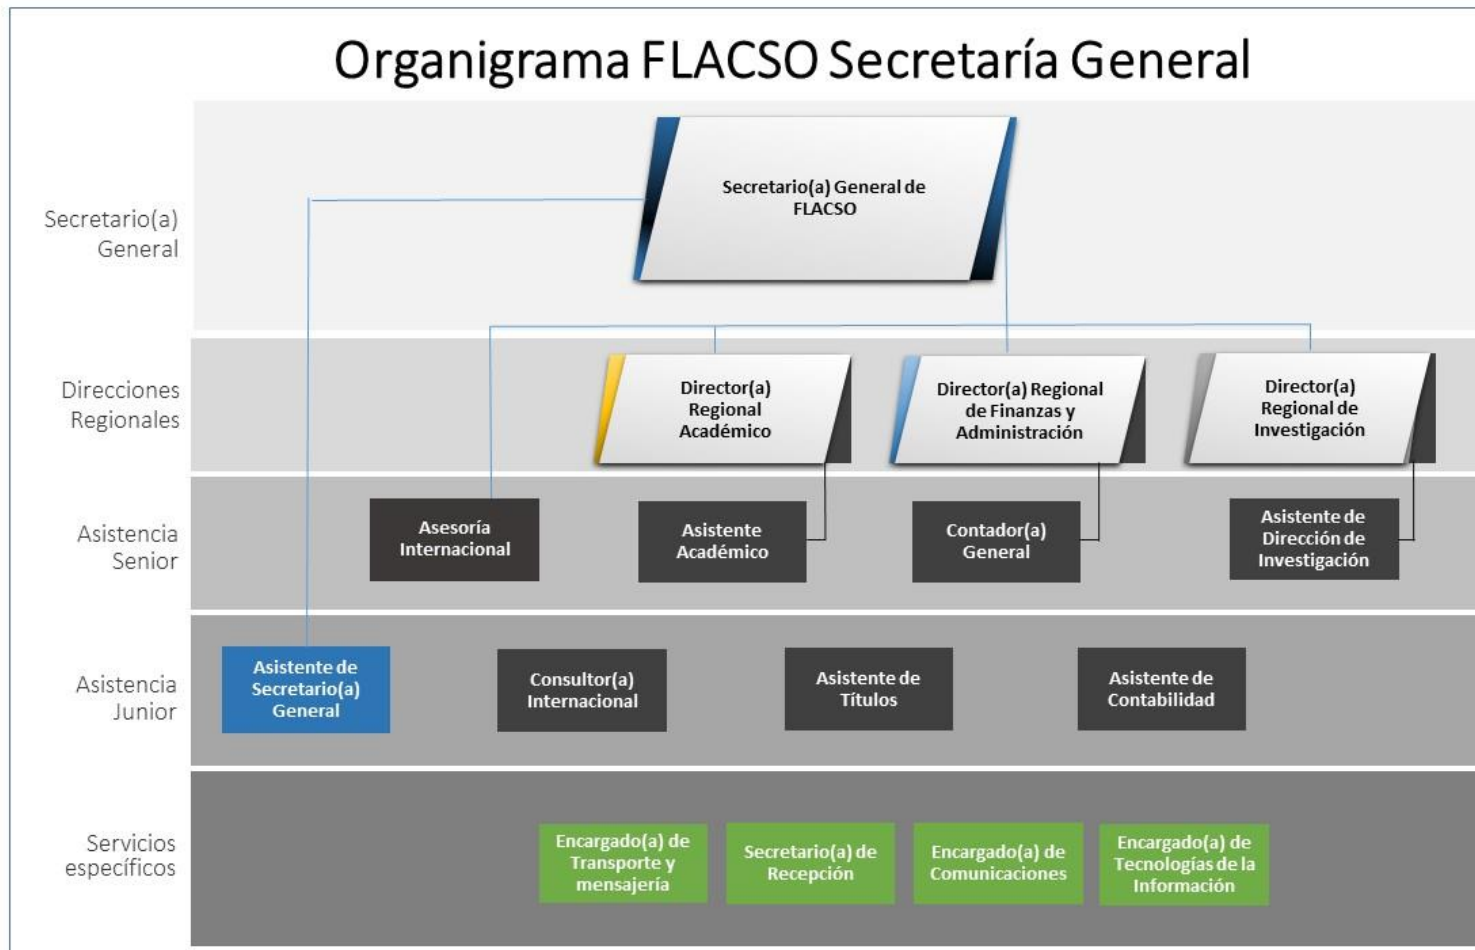 Organigrama FLACSO Secretaría General
Secretario(a)
General
Secretario(a) General de
FLACSO
Direcciones
Regionales
Director(a)
Regional
Académico
Director(a) Regional
de Finanzas y
Administración
Director(a)
Regional de
Investigación
Asistencia
Senior
Asesoría
Internacional
Asistente
Académico
Contador(a)
General
Asistente de
Dirección de
Investigación
Asistencia
Junior
Asistente de
Secretario(a)
General
Consultor(a)
Internacional
Asistente de
Títulos
Asistente de
Contabilidad
Servicios
específicos
Encargado(a) de
Transporte y
mensajería
Secretario(a) de
Recepción
Encargado(a) de
Comunicaciones
Encargado(a) de
Tecnologías de la
Información